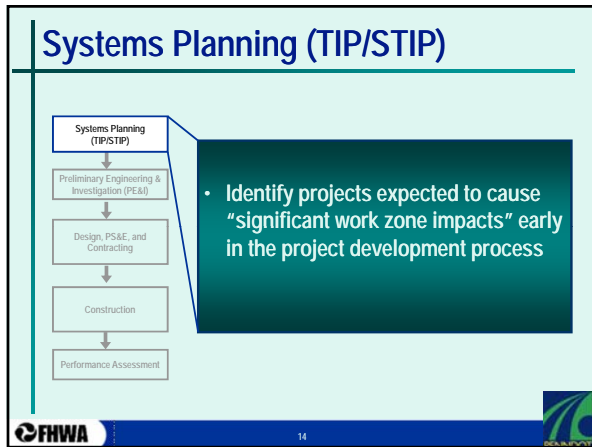 Systems Planning (TIP/STIP)
Systems Planning
(TIP/STIP)
Preliminary Engineering &
Investigation (PE&I)
Design, PS&E, and
Contracting
Construction
Performance Assessment
• Identify projects expected to cause
"significant work zone impacts" early
in the project development process
FHWA
14